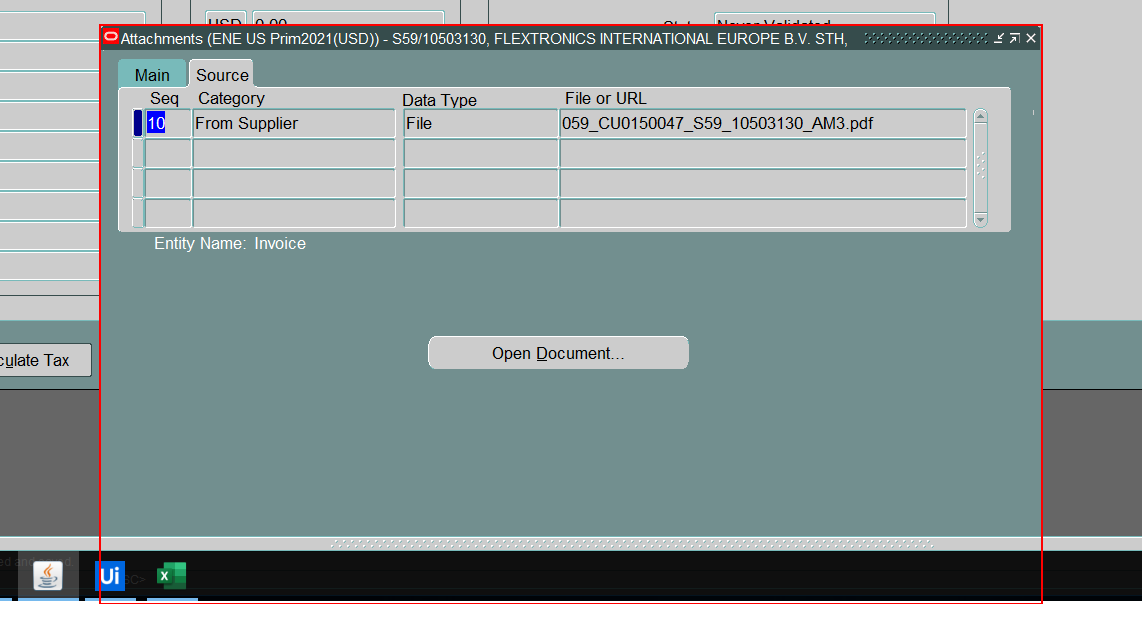 USD 0.00
Never Validated
Attachments (ENE US Prim2021(USD)) - S59/10503130, FLEXTRONICS INTERNATIONAL EUROPE B.V. STH,
Main Source
Seq Category Data Type File or URL
10 From Supplier File 059_CU0150047_S59_10503130_AM3.pdf
Entity Name: Invoice
culate Tax
Open Document...
Ui
X